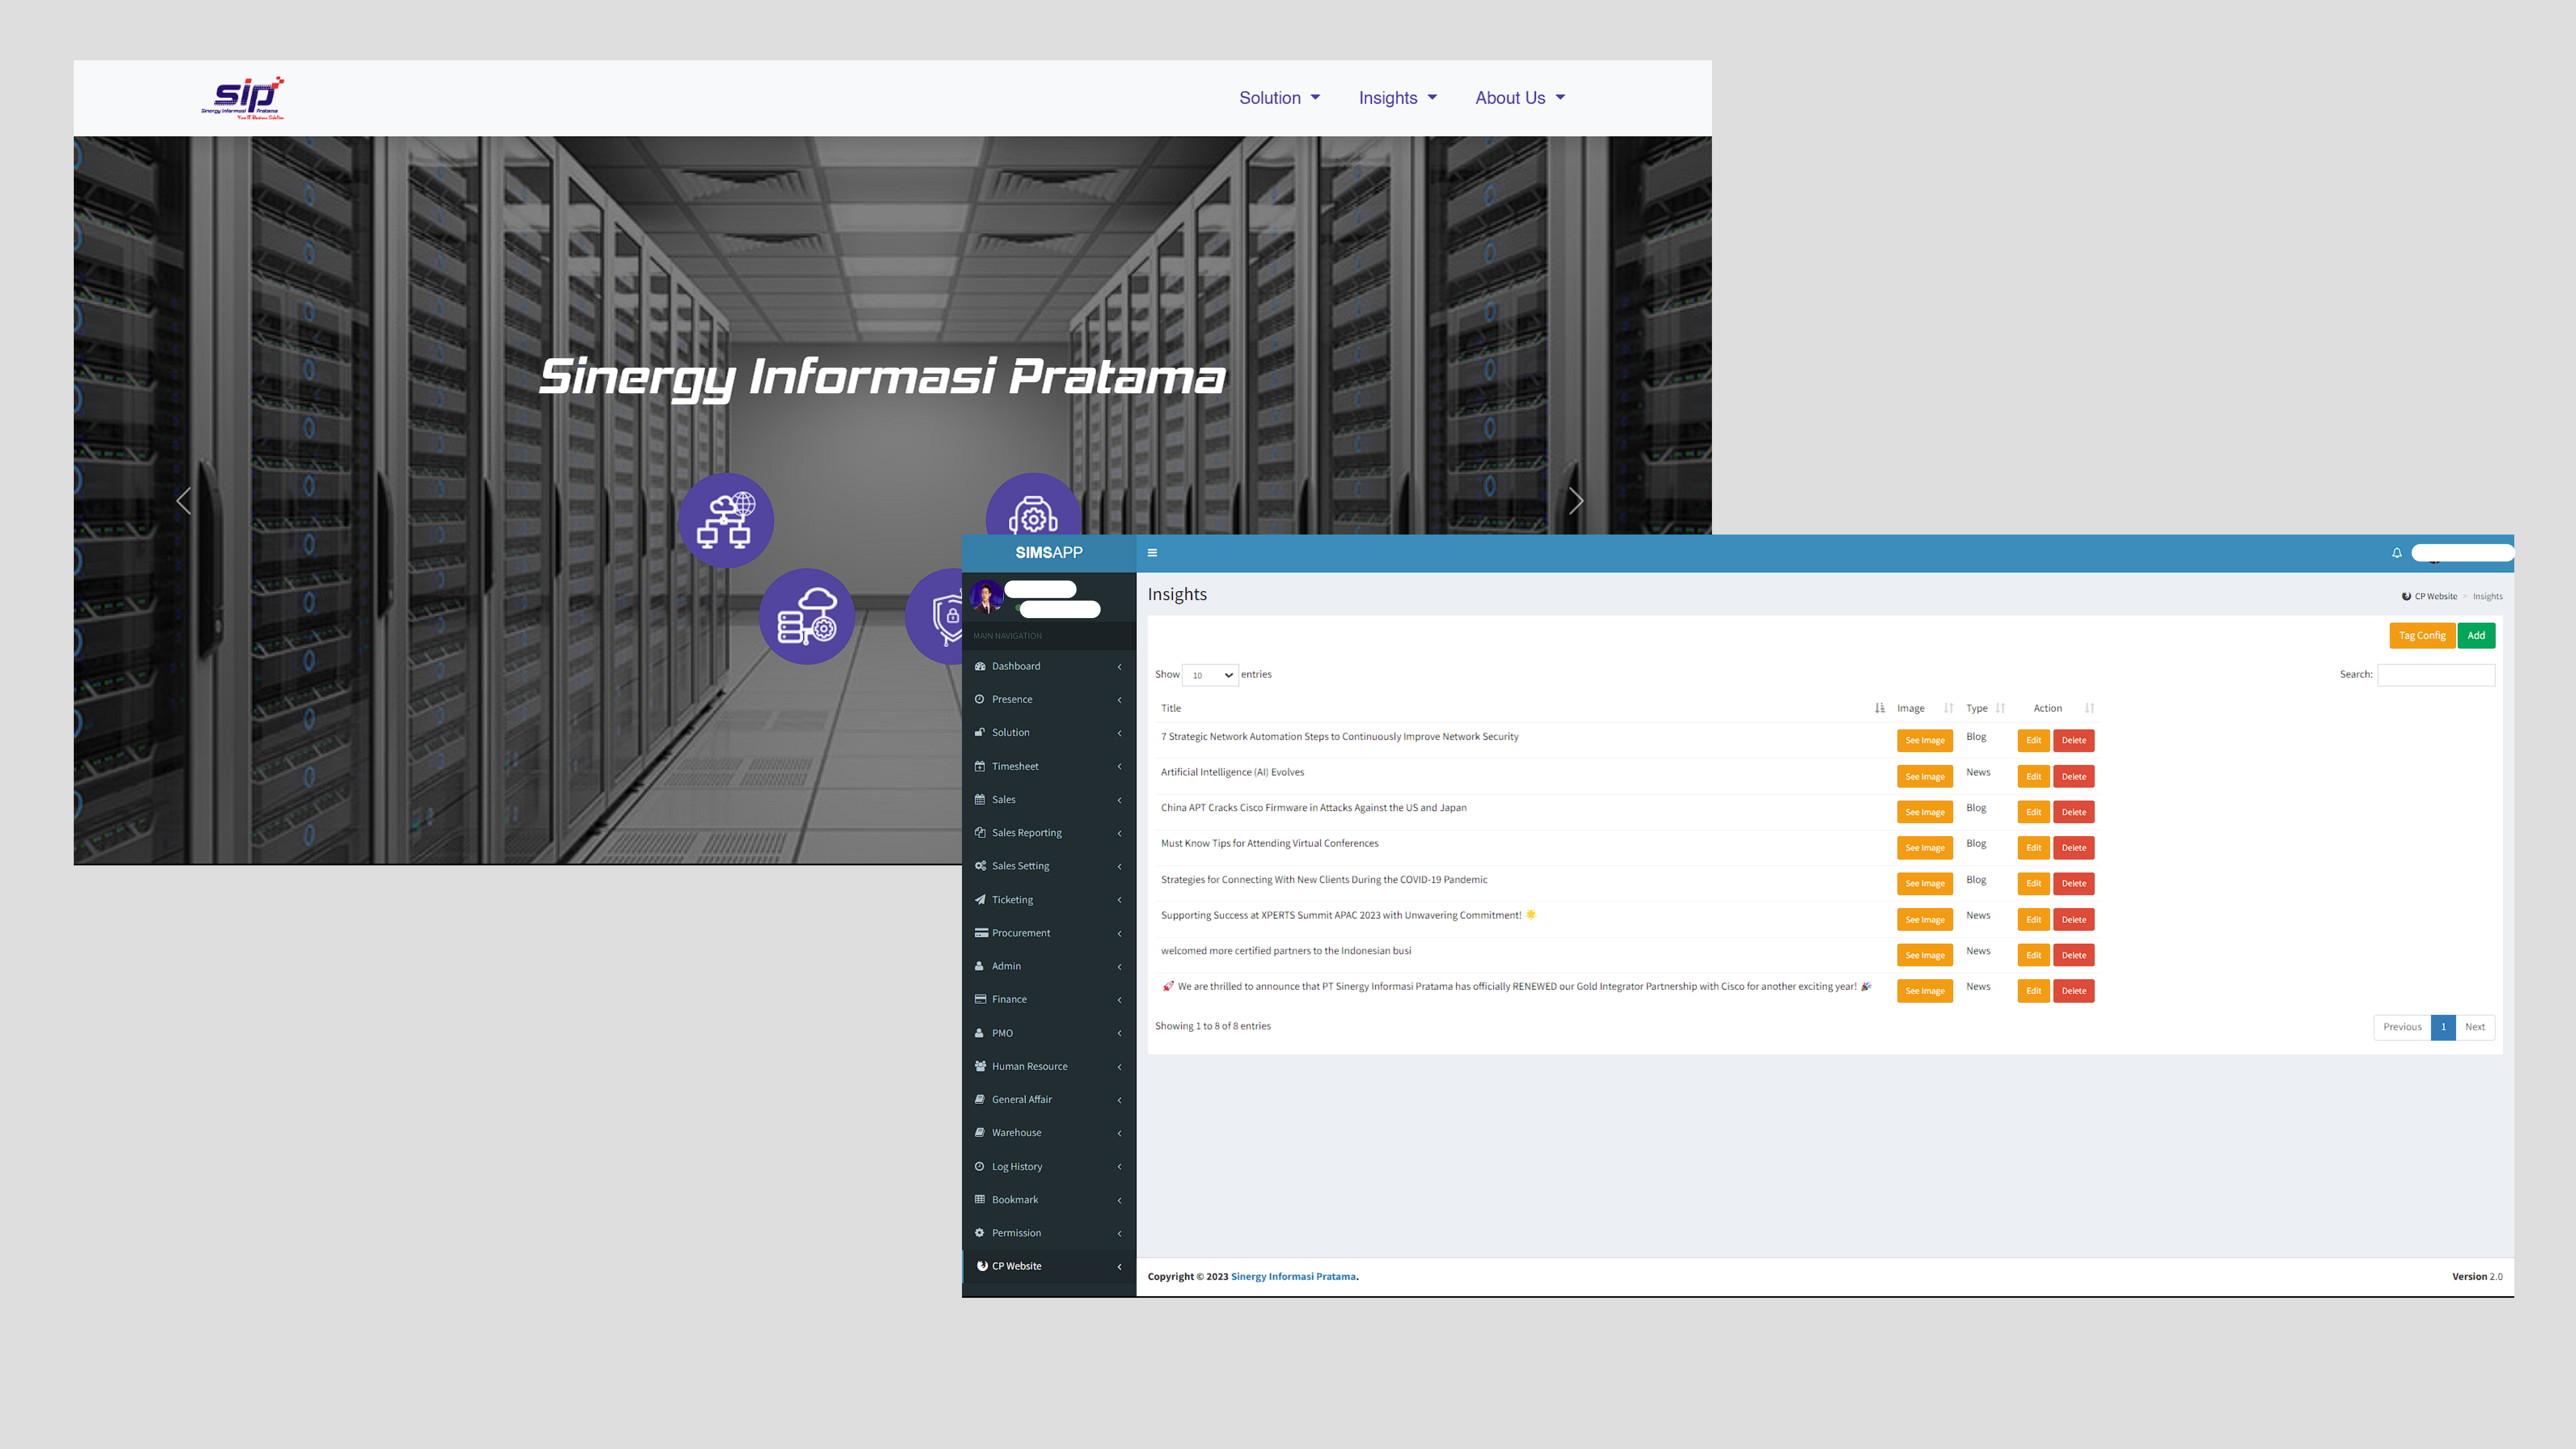 sip
Sinergy Informasi Pratama
Your IT Business Solution
Solution
Insights
About Us
Sinergy Informasi Pratama
SIMSAPP
MAIN NAVIGATION
Dashboard
Presence
Solution
Timesheet
Sales
Sales Reporting
Sales Setting
Ticketing
Procurement
Admin
Finance
PMO
Human Resource
General Affair
Warehouse
Log History
Bookmark
Permission
CP Website
Insights
CP Website > Insights
Tag Config Add
Show 10 entries Search:
Title Image Type Action
7 Strategic Network Automation Steps to Continuously Improve Network Security See Image Blog Edit Delete
Artificial Intelligence (AI) Evolves See Image News Edit Delete
China APT Cracks Cisco Firmware in Attacks Against the US and Japan See Image Blog Edit Delete
Must Know Tips for Attending Virtual Conferences See Image Blog Edit Delete
Strategies for Connecting With New Clients During the COVID-19 Pandemic See Image Blog Edit Delete
Supporting Success at XPERTS Summit APAC 2023 with Unwavering Commitment! 🌟 See Image News Edit Delete
welcomed more certified partners to the Indonesian busi See Image News Edit Delete
🚀 We are thrilled to announce that PT Sinergy Informasi Pratama has officially RENEWED our Gold Integrator Partnership with Cisco for another exciting year! 🎉 See Image News Edit Delete
Showing 1 to 8 of 8 entries Previous 1 Next
Copyright © 2023 Sinergy Informasi Pratama. Version 2.0